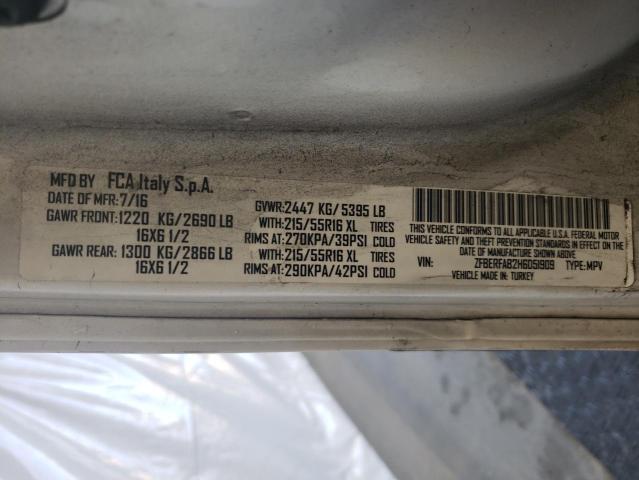 MFD BY FCA Italy S.p.A.
DATE OF MFR: 7/16
GAWR FRONT: 1220 KG/2690 LB
16X6 1/2
GAWR REAR: 1300 KG/2866 LB
16X6 1/2
GVWR: 2447 KG/ 5395 LB
WITH: 215/55R16 XL TIRES
RIMS AT: 270KPA/39PSI COLD
WITH: 215/55R16 XL TIRES
RIMS AT: 290KPA/42PSI COLD
THIS VEHICLE CONFORMS TO ALL APPLICABLE U.S.A. FEDERAL MOTOR
VEHICLE SAFETY AND THEFT PREVENTION STANDARDS IN EFFECT ON THE
DATE OF MANUFACTURE SHOWN ABOVE.
VIN: ZFBERFAB2H6D51909 TYPE: MPV
VEHICLE MADE IN: TURKEY